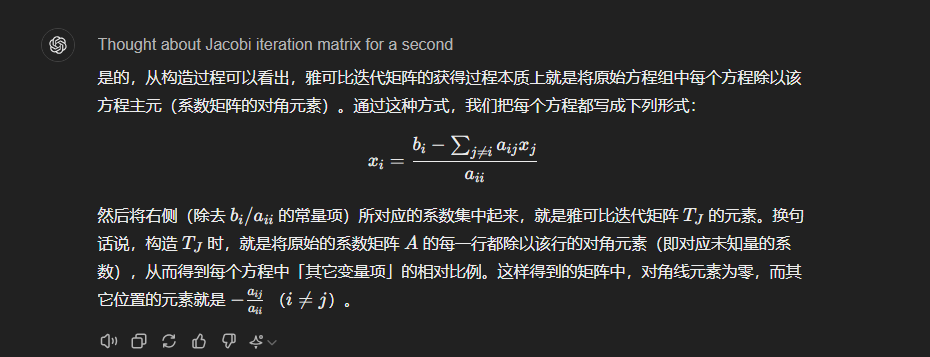 Thought about Jacobi iteration matrix for a second
是的，从构造过程可以看出，雅可比迭代矩阵的获得过程本质上就是将原始方程组中每个方程除以该
方程主元（系数矩阵的对角元素）。通过这种方式，我们把每个方程都写成下列形式：
x_i = \frac{b_i - \sum_{j \neq i} a_{ij} x_j}{a_{ii}}
然后将右侧（除去 b_i/a_{ii} 的常量项）所对应的系数集中起来，就是雅可比迭代矩阵 T_J 的元素。换句
话说，构造 T_J 时，就是将原始的系数矩阵 A 的每一行都除以该行的对角元素（即对应未知量的系
数），从而得到每个方程中「其它变量项」的相对比例。这样得到的矩阵中，对角线元素为零，而其
它位置的元素就是 -\frac{a_{ij}}{a_{ii}} （i \neq j）。